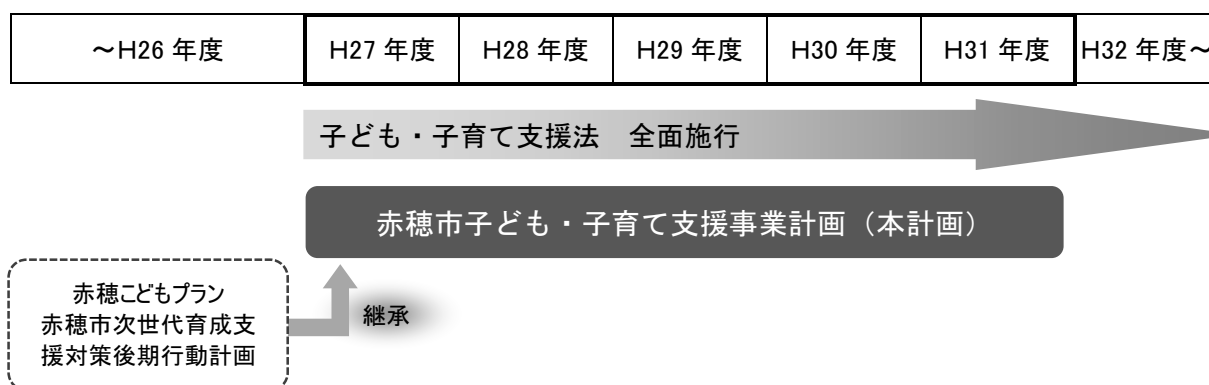 ～H26 年度 H27 年度 H28 年度 H29 年度 H30 年度 H31 年度 H32 年度～
子ども・子育て支援法　全面施行
赤穂市子ども・子育て支援事業計画（本計画）
赤穂こどもプラン
赤穂市次世代育成支
援対策後期行動計画
継承